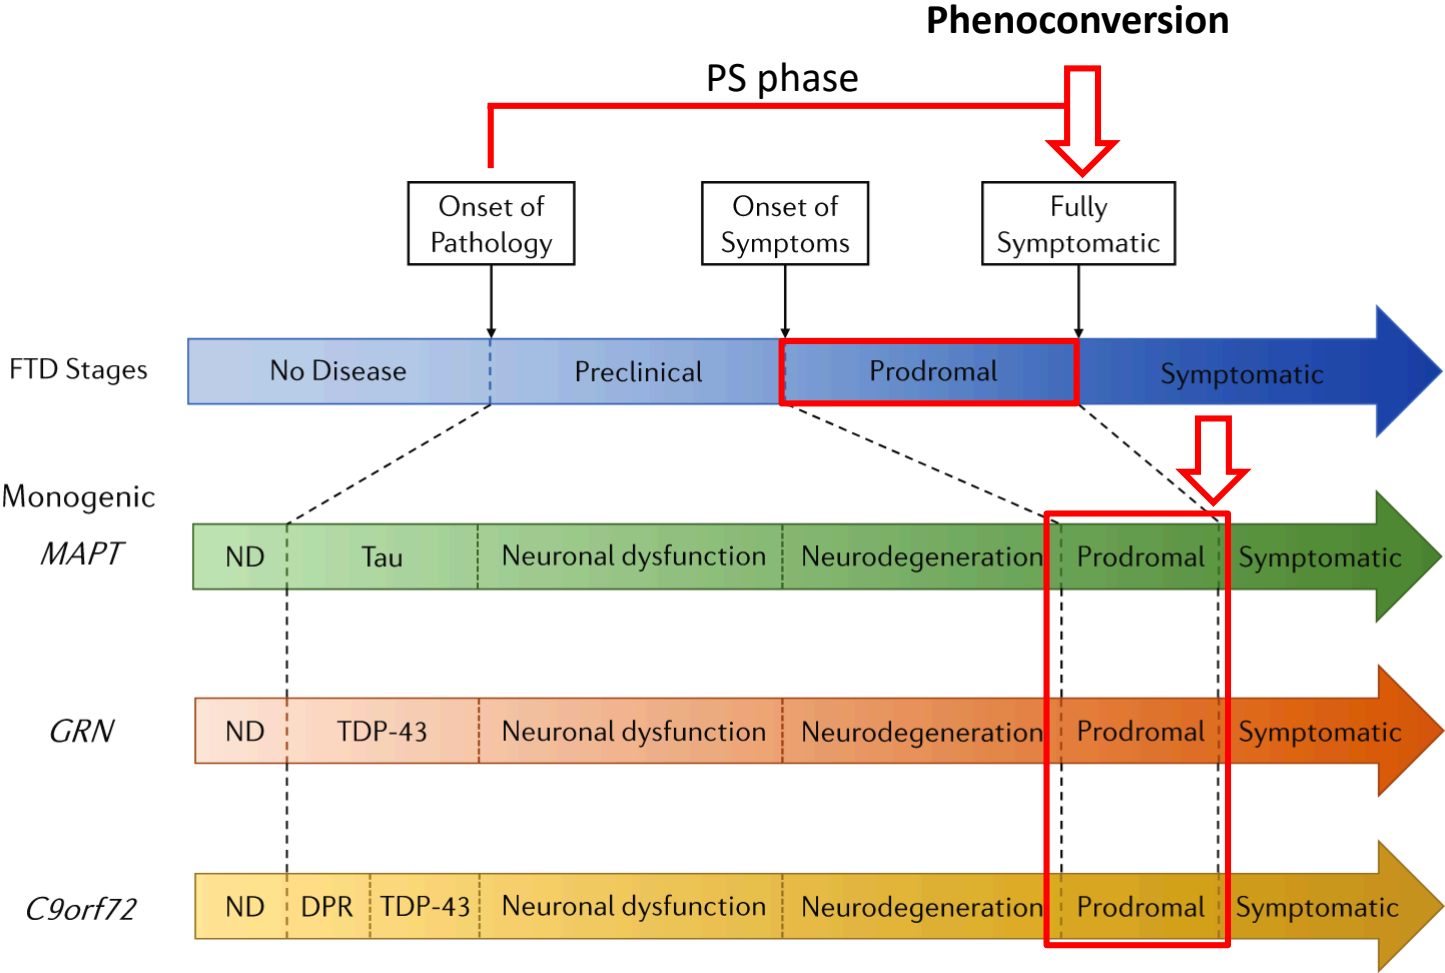 Phenoconversion
PS phase
Onset of
Pathology
Onset of
Symptoms
Fully
Symptomatic
FTD Stages
No Disease
Preclinical
Prodromal
Symptomatic
Monogenic
MAPT
ND
Tau
Neuronal dysfunction
Neurodegeneration
Prodromal
Symptomatic
GRN
ND
TDP-43
Neuronal dysfunction
Neurodegeneration
Prodromal
Symptomatic
C9orf72
ND
DPR
TDP-43
Neuronal dysfunction
Neurodegeneration
Prodromal
Symptomatic